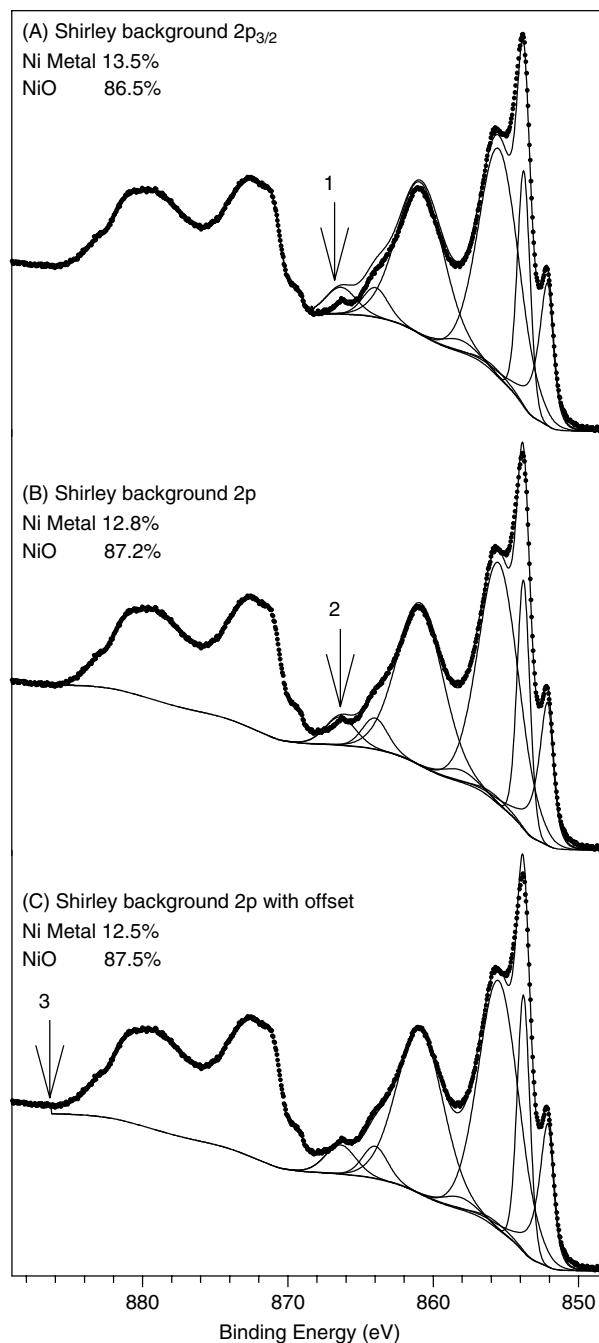 (A) Shirley background 2p3/2
Ni Metal 13.5%
NiO 86.5%
1
(B) Shirley background 2p
Ni Metal 12.8%
NiO 87.2%
2
(C) Shirley background 2p with offset
Ni Metal 12.5%
NiO 87.5%
3
880 870 860 850
Binding Energy (eV)